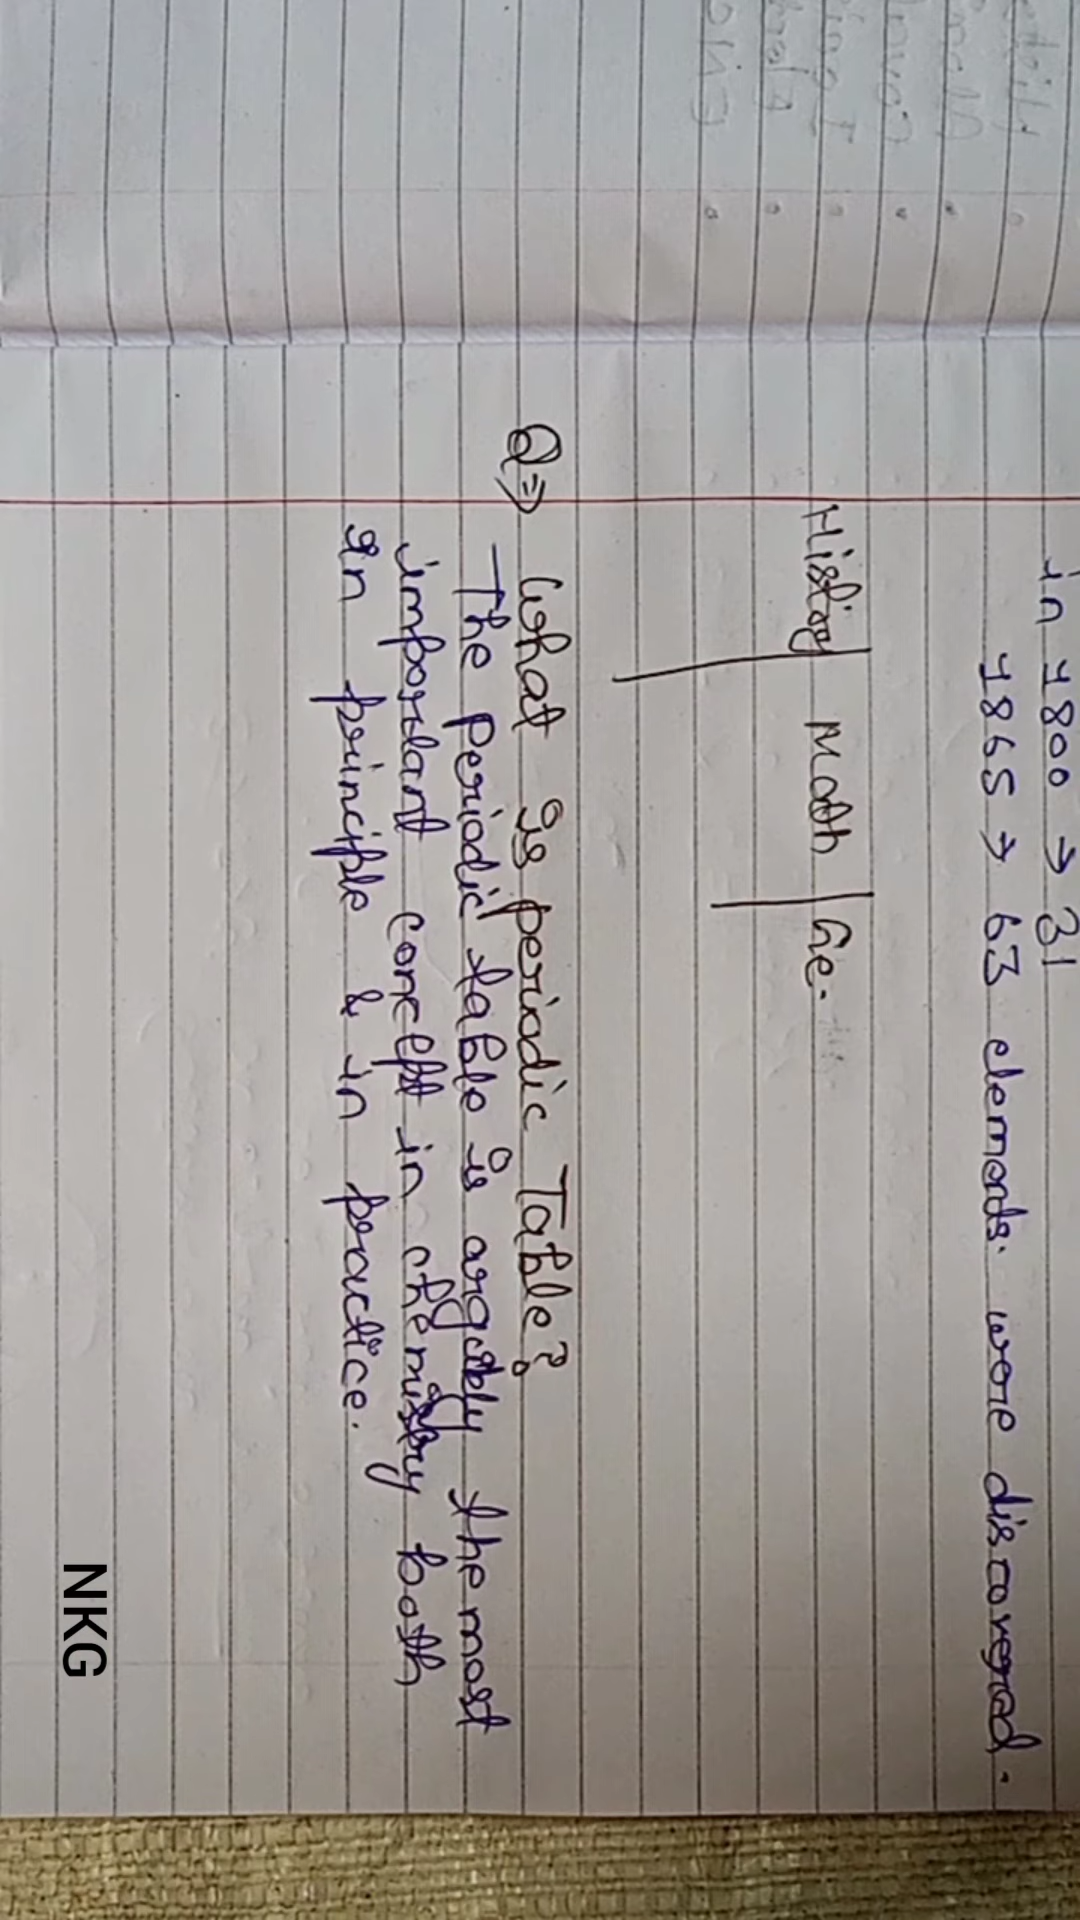 in 1800 → 31
1865 → 63 elements. were discovered.
History Math Ge.
Q⇒ What is periodic Table?
The periodic table is arguably the most
important concept in chemistry both
in principle & in practice.
NKG